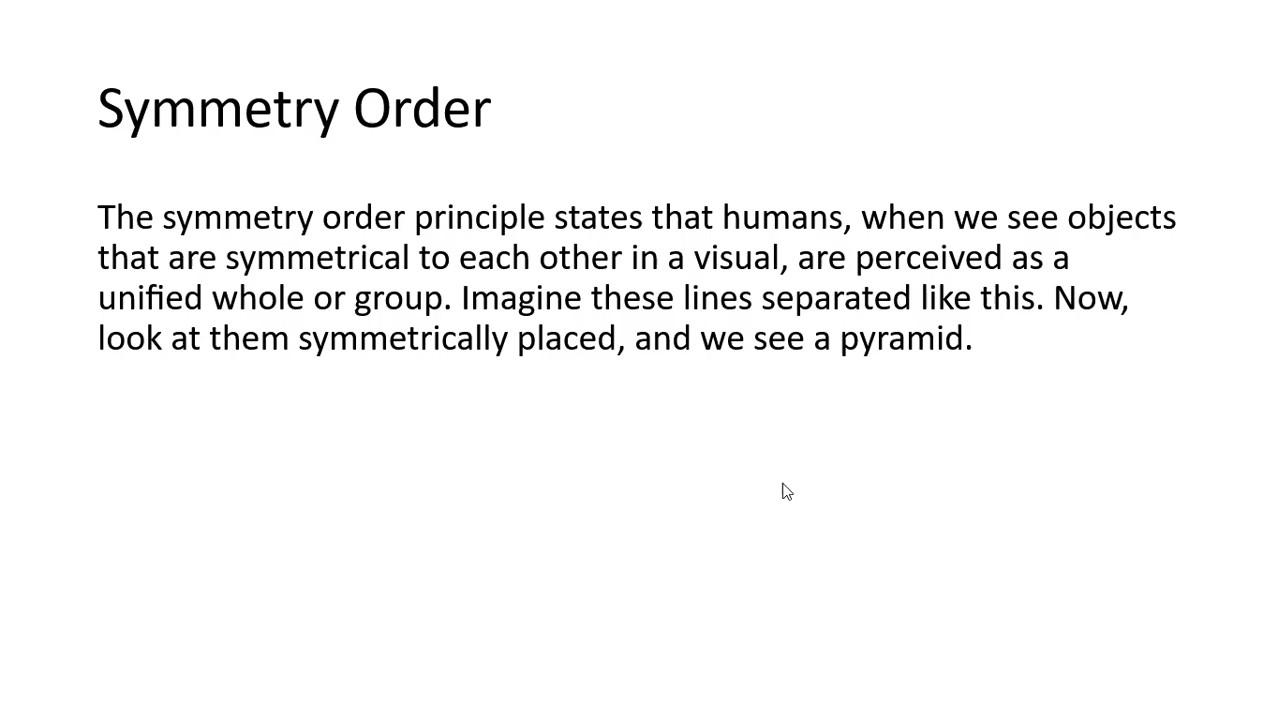 Symmetry Order
The symmetry order principle states that humans, when we see objects
that are symmetrical to each other in a visual, are perceived as a
unified whole or group. Imagine these lines separated like this. Now,
look at them symmetrically placed, and we see a pyramid.